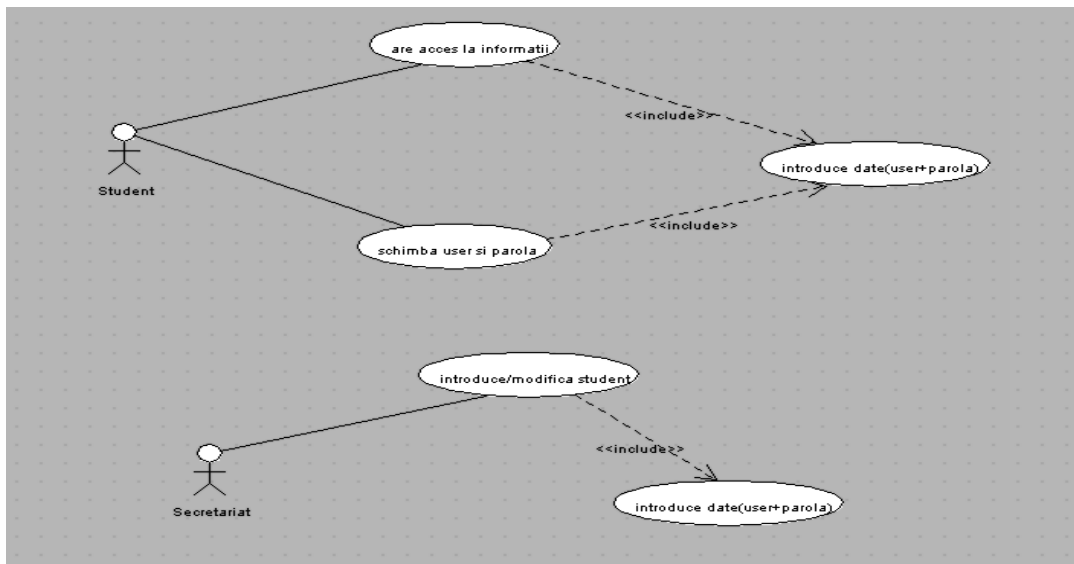 are acces la informatii
<<include>>
introduce date(user+parola)
Student
<<include>>
schimba user si parola
introduce/modifica student
<<include>>
introduce date(user+parola)
Secretariat